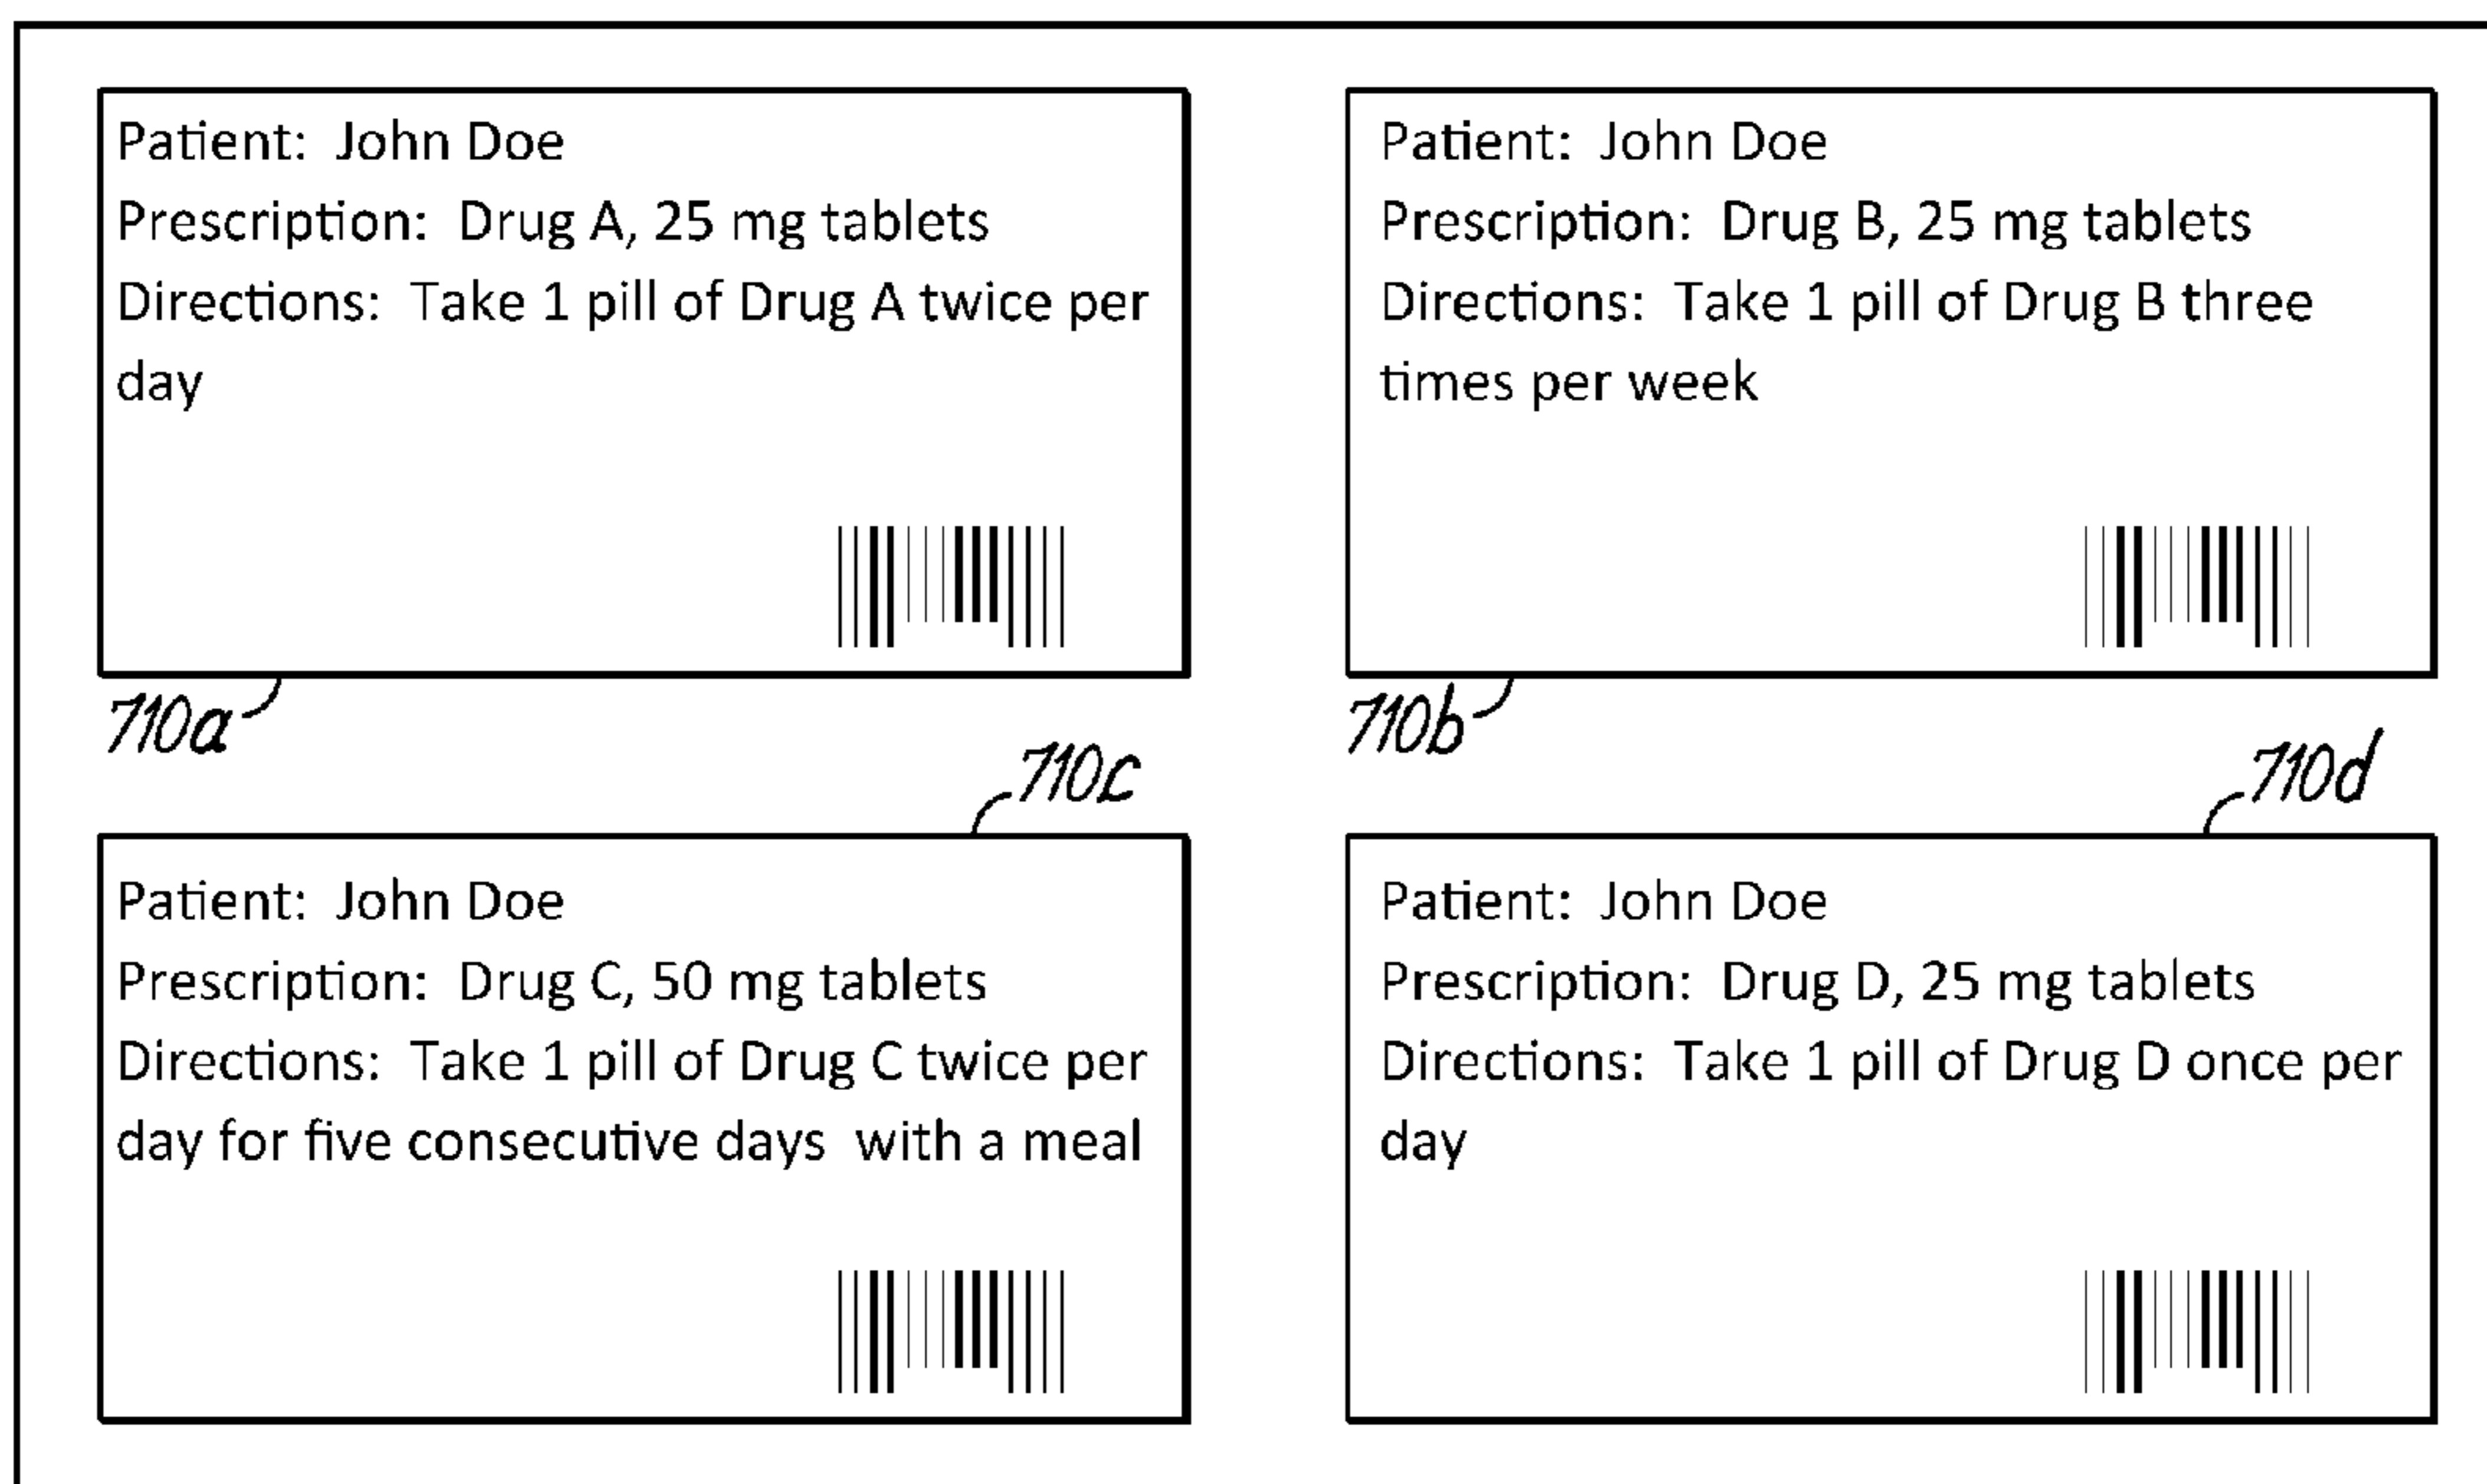 Patient: John Doe
Prescription: Drug A, 25 mg tablets
Directions: Take 1 pill of Drug A twice per
day
710a
Patient: John Doe
Prescription: Drug B, 25 mg tablets
Directions: Take 1 pill of Drug B three
times per week
710b
710c
Patient: John Doe
Prescription: Drug C, 50 mg tablets
Directions: Take 1 pill of Drug C twice per
day for five consecutive days with a meal
710d
Patient: John Doe
Prescription: Drug D, 25 mg tablets
Directions: Take 1 pill of Drug D once per
day